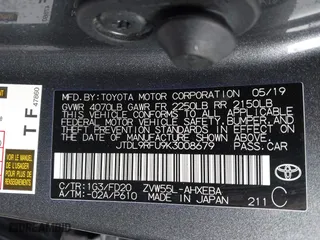 MFD.BY:TOYOTA MOTOR CORPORATION 05/19
GVWR 4070LB GAWR FR 2250LB RR 2150LB
THIS VEHICLE CONFORMS TO ALL APPLICABLE
FEDERAL MOTOR VEHICLE SAFETY, BUMPER, AND
THEFT PREVENTION STANDARDS IN EFFECT ON THE
DATE OF MANUFACTURE SHOWN ABOVE.
JTDL9RFU9K3008679 PASS.CAR
C/TR:1G3/FD20 ZVW55L-AHXEBA
A/TM:-02A/P610 MADE IN JAPAN 211 C
TOYOTA
TF
47860